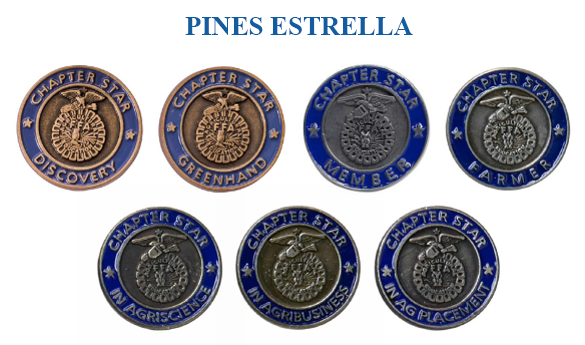 PINES ESTRELLA
CHAPTER STAR
DISCOVERY
CHAPTER STAR
GREENHAND
CHAPTER STAR
MEMBER
CHAPTER STAR
FARMER
CHAPTER STAR
IN AGRISCIENCE
CHAPTER STAR
IN AGRIBUSINESS
CHAPTER STAR
IN AG PLACEMENT